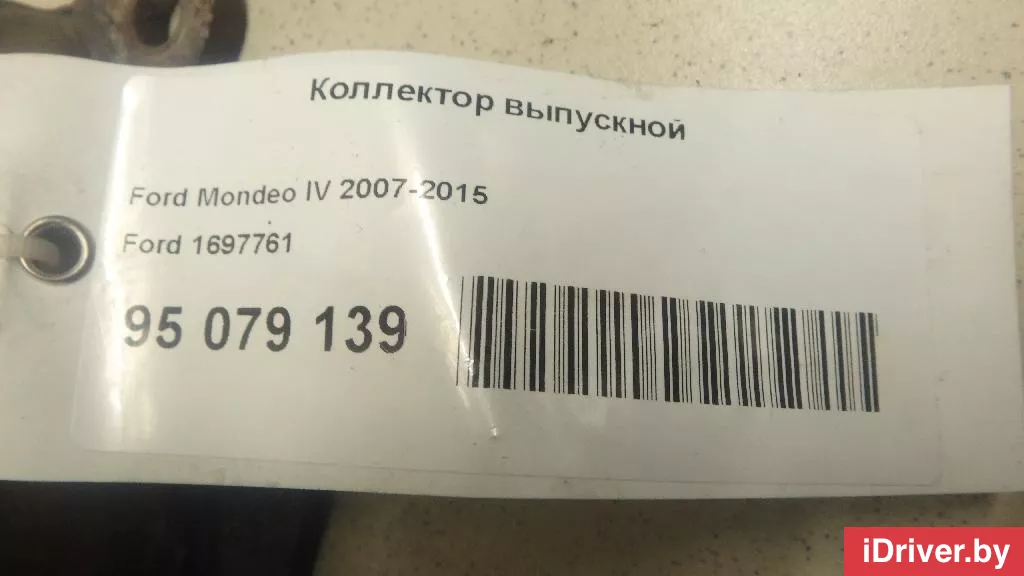 Коллектор выпускной
Ford Mondeo IV 2007-2015
Ford 1697761
95 079 139
iDriver.by